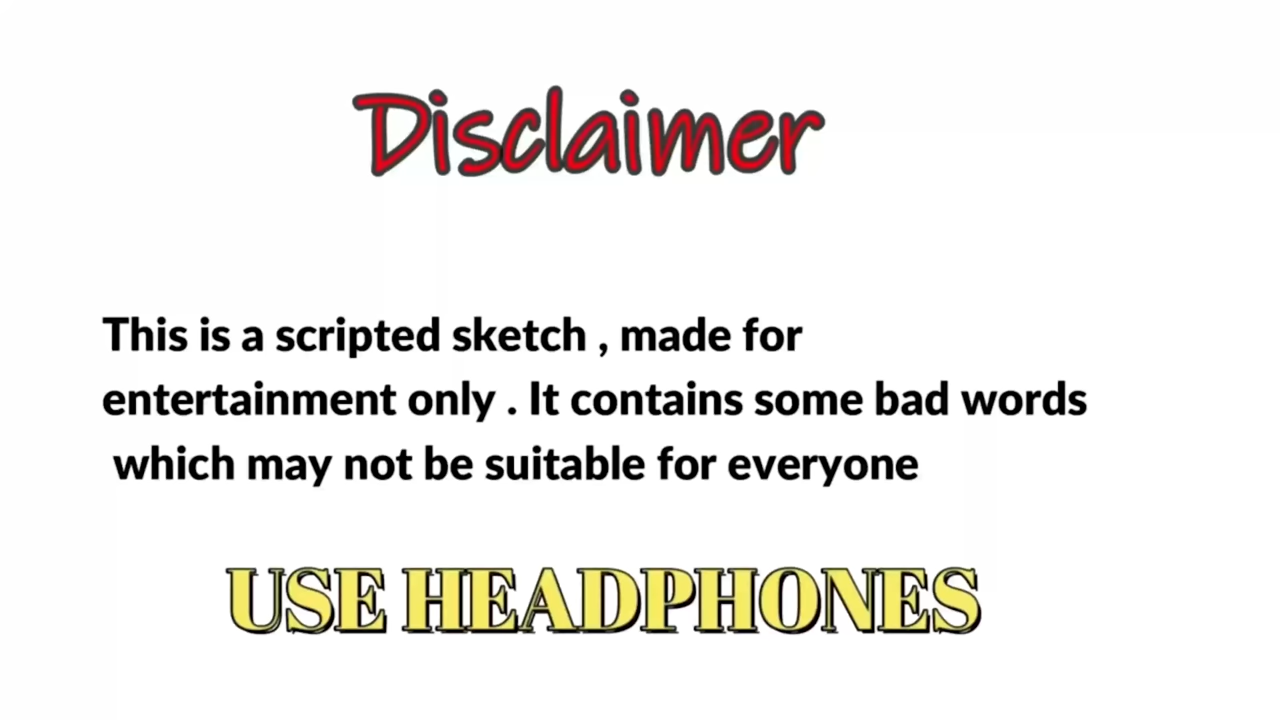 Disclaimer
This is a scripted sketch , made for
entertainment only . It contains some bad words
which may not be suitable for everyone
USE HEADPHONES